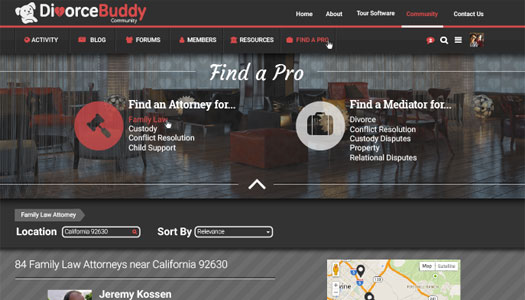 DivorceBuddy
Community
Home About Tour Software Community Contact Us
ACTIVITY BLOG FORUMS MEMBERS RESOURCES FIND A PRO
Find a Pro
Find an Attorney for...
Family Law
Custody
Conflict Resolution
Child Support
Find a Mediator for...
Divorce
Conflict Resolution
Custody Disputes
Property
Relational Disputes
Family Law Attorney
Location California 92630 Sort By Relevance
84 Family Law Attorneys near California 92630
Jeremy Kossen
Map Satellite